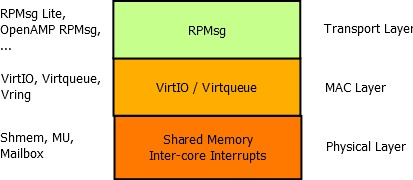 RPMsg Lite,
OpenAMP RPMsg,
...
RPMsg
Transport Layer
VirtIO, Virtqueue,
Vring
VirtIO / Virtqueue
MAC Layer
Shmem, MU,
Mailbox
Shared Memory
Inter-core Interrupts
Physical Layer